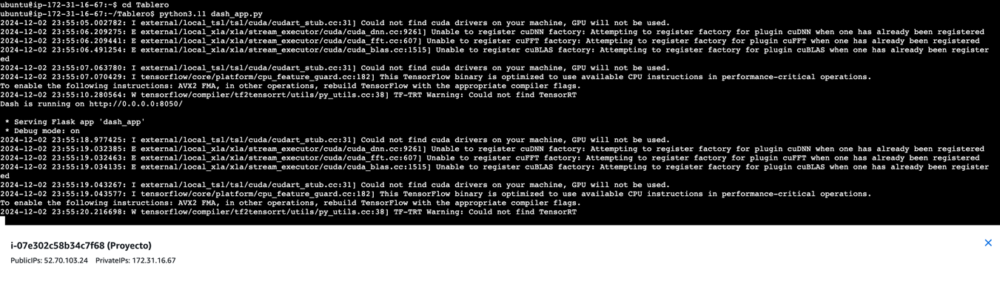 ubuntu@ip-172-31-16-67:~$ cd Tablero
ubuntu@ip-172-31-16-67:~/Tablero$ python3.11 dash_app.py
2024-12-02 23:55:05.002782: I external/local_tsl/tsl/cuda/cudart_stub.cc:31] Could not find cuda drivers on your machine, GPU will not be used.
2024-12-02 23:55:06.209275: E external/local_xla/xla/stream_executor/cuda/cuda_dnn.cc:9261] Unable to register cuDNN factory: Attempting to register factory for plugin cuDNN when one has already been registered
2024-12-02 23:55:06.209441: E external/local_xla/xla/stream_executor/cuda/cuda_fft.cc:607] Unable to register cuFFT factory: Attempting to register factory for plugin cuFFT when one has already been registered
2024-12-02 23:55:06.491254: E external/local_xla/xla/stream_executor/cuda/cuda_blas.cc:1515] Unable to register cuBLAS factory: Attempting to register factory for plugin cuBLAS when one has already been register
ed
2024-12-02 23:55:07.063780: I external/local_tsl/tsl/cuda/cudart_stub.cc:31] Could not find cuda drivers on your machine, GPU will not be used.
2024-12-02 23:55:07.070429: I tensorflow/core/platform/cpu_feature_guard.cc:182] This TensorFlow binary is optimized to use available CPU instructions in performance-critical operations.
To enable the following instructions: AVX2 FMA, in other operations, rebuild TensorFlow with the appropriate compiler flags.
2024-12-02 23:55:10.280564: W tensorflow/compiler/tf2tensorrt/utils/py_utils.cc:38] TF-TRT Warning: Could not find TensorRT
Dash is running on http://0.0.0.0:8050/
 * Serving Flask app 'dash_app'
 * Debug mode: on
2024-12-02 23:55:18.977425: I external/local_tsl/tsl/cuda/cudart_stub.cc:31] Could not find cuda drivers on your machine, GPU will not be used.
2024-12-02 23:55:19.032385: E external/local_xla/xla/stream_executor/cuda/cuda_dnn.cc:9261] Unable to register cuDNN factory: Attempting to register factory for plugin cuDNN when one has already been registered
2024-12-02 23:55:19.032463: E external/local_xla/xla/stream_executor/cuda/cuda_fft.cc:607] Unable to register cuFFT factory: Attempting to register factory for plugin cuFFT when one has already been registered
2024-12-02 23:55:19.034135: E external/local_xla/xla/stream_executor/cuda/cuda_blas.cc:1515] Unable to register cuBLAS factory: Attempting to register factory for plugin cuBLAS when one has already been register
ed
2024-12-02 23:55:19.043267: I external/local_tsl/tsl/cuda/cudart_stub.cc:31] Could not find cuda drivers on your machine, GPU will not be used.
2024-12-02 23:55:19.043577: I tensorflow/core/platform/cpu_feature_guard.cc:182] This TensorFlow binary is optimized to use available CPU instructions in performance-critical operations.
To enable the following instructions: AVX2 FMA, in other operations, rebuild TensorFlow with the appropriate compiler flags.
2024-12-02 23:55:20.216698: W tensorflow/compiler/tf2tensorrt/utils/py_utils.cc:38] TF-TRT Warning: Could not find TensorRT
i-07e302c58b34c7f68 (Proyecto)
PublicIPs: 52.70.103.24 PrivateIPs: 172.31.16.67